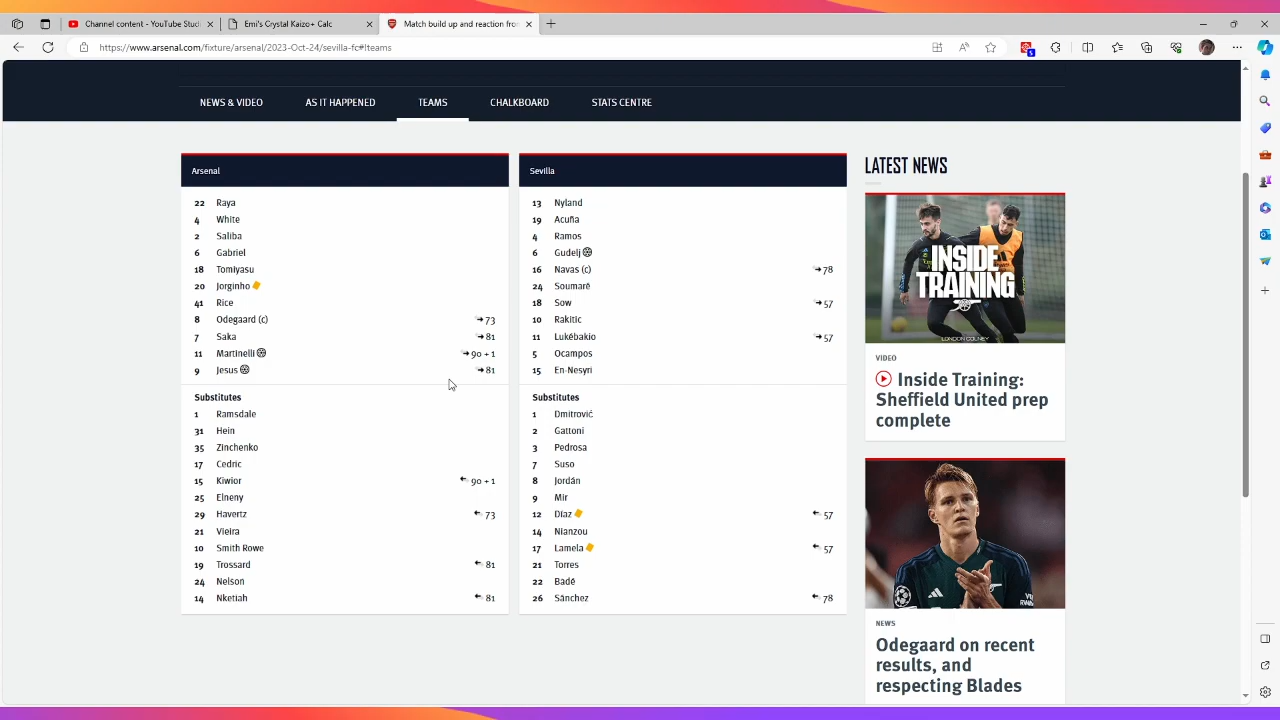 Channel content - YouTube Studi
Emi's Crystal Kaizo+ Calc
Match build up and reaction fro
https://www.arsenal.com/fixture/arsenal/2023-Oct-24/sevilla-fc#!teams
NEWS & VIDEO
AS IT HAPPENED
TEAMS
CHALKBOARD
STATS CENTRE
Arsenal
22 Raya
4 White
2 Saliba
6 Gabriel
18 Tomiyasu
20 Jorginho
41 Rice
8 Odegaard (c) 73
7 Saka 81
11 Martinelli 90 + 1
9 Jesus 81
Substitutes
1 Ramsdale
31 Hein
35 Zinchenko
17 Cedric
15 Kiwior 90 + 1
25 Elneny
29 Havertz 73
21 Vieira
10 Smith Rowe
19 Trossard 81
24 Nelson
14 Nketiah 81
Sevilla
13 Nyland
19 Acuña
4 Ramos
6 Gudelj
16 Navas (c) 78
24 Soumaré
18 Sow 57
10 Rakitic
11 Lukébakio 57
5 Ocampos
15 En-Nesyri
Substitutes
1 Dmitrović
2 Gattoni
3 Pedrosa
7 Suso
8 Jordán
9 Mir
12 Díaz 57
14 Nianzou
17 Lamela 57
21 Torres
22 Badé
26 Sánchez 78
LATEST NEWS
INSIDE
TRAINING
LONDON COLNEY
VIDEO
Inside Training:
Sheffield United prep
complete
NEWS
Odegaard on recent
results, and
respecting Blades